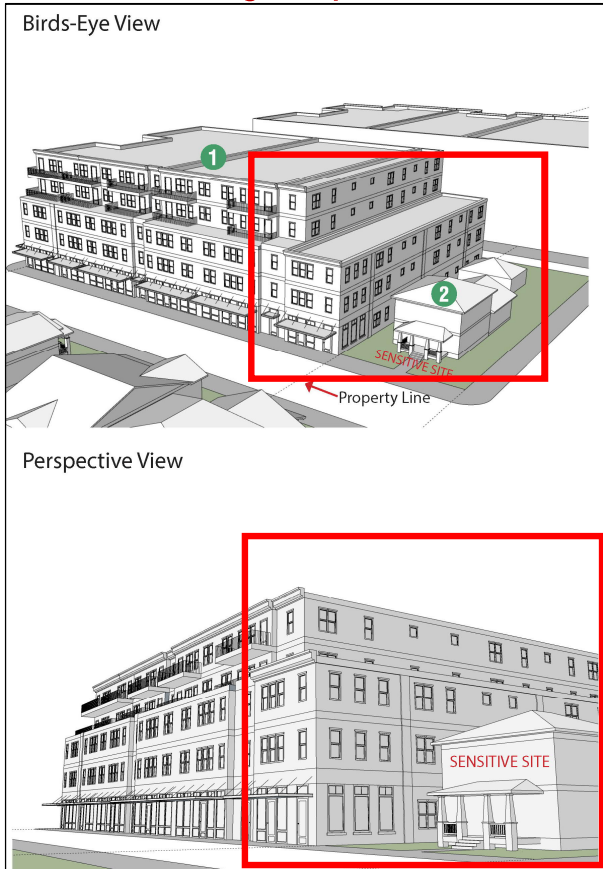 Birds-Eye View
1
2
SENSITIVE SITE
Property Line
Perspective View
SENSITIVE SITE